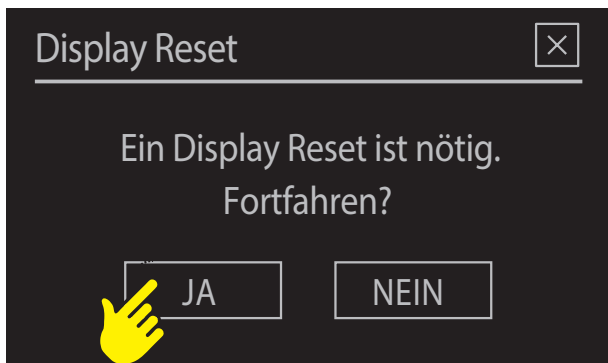 Display Reset
Ein Display Reset ist nötig.
Fortfahren?
JA
NEIN